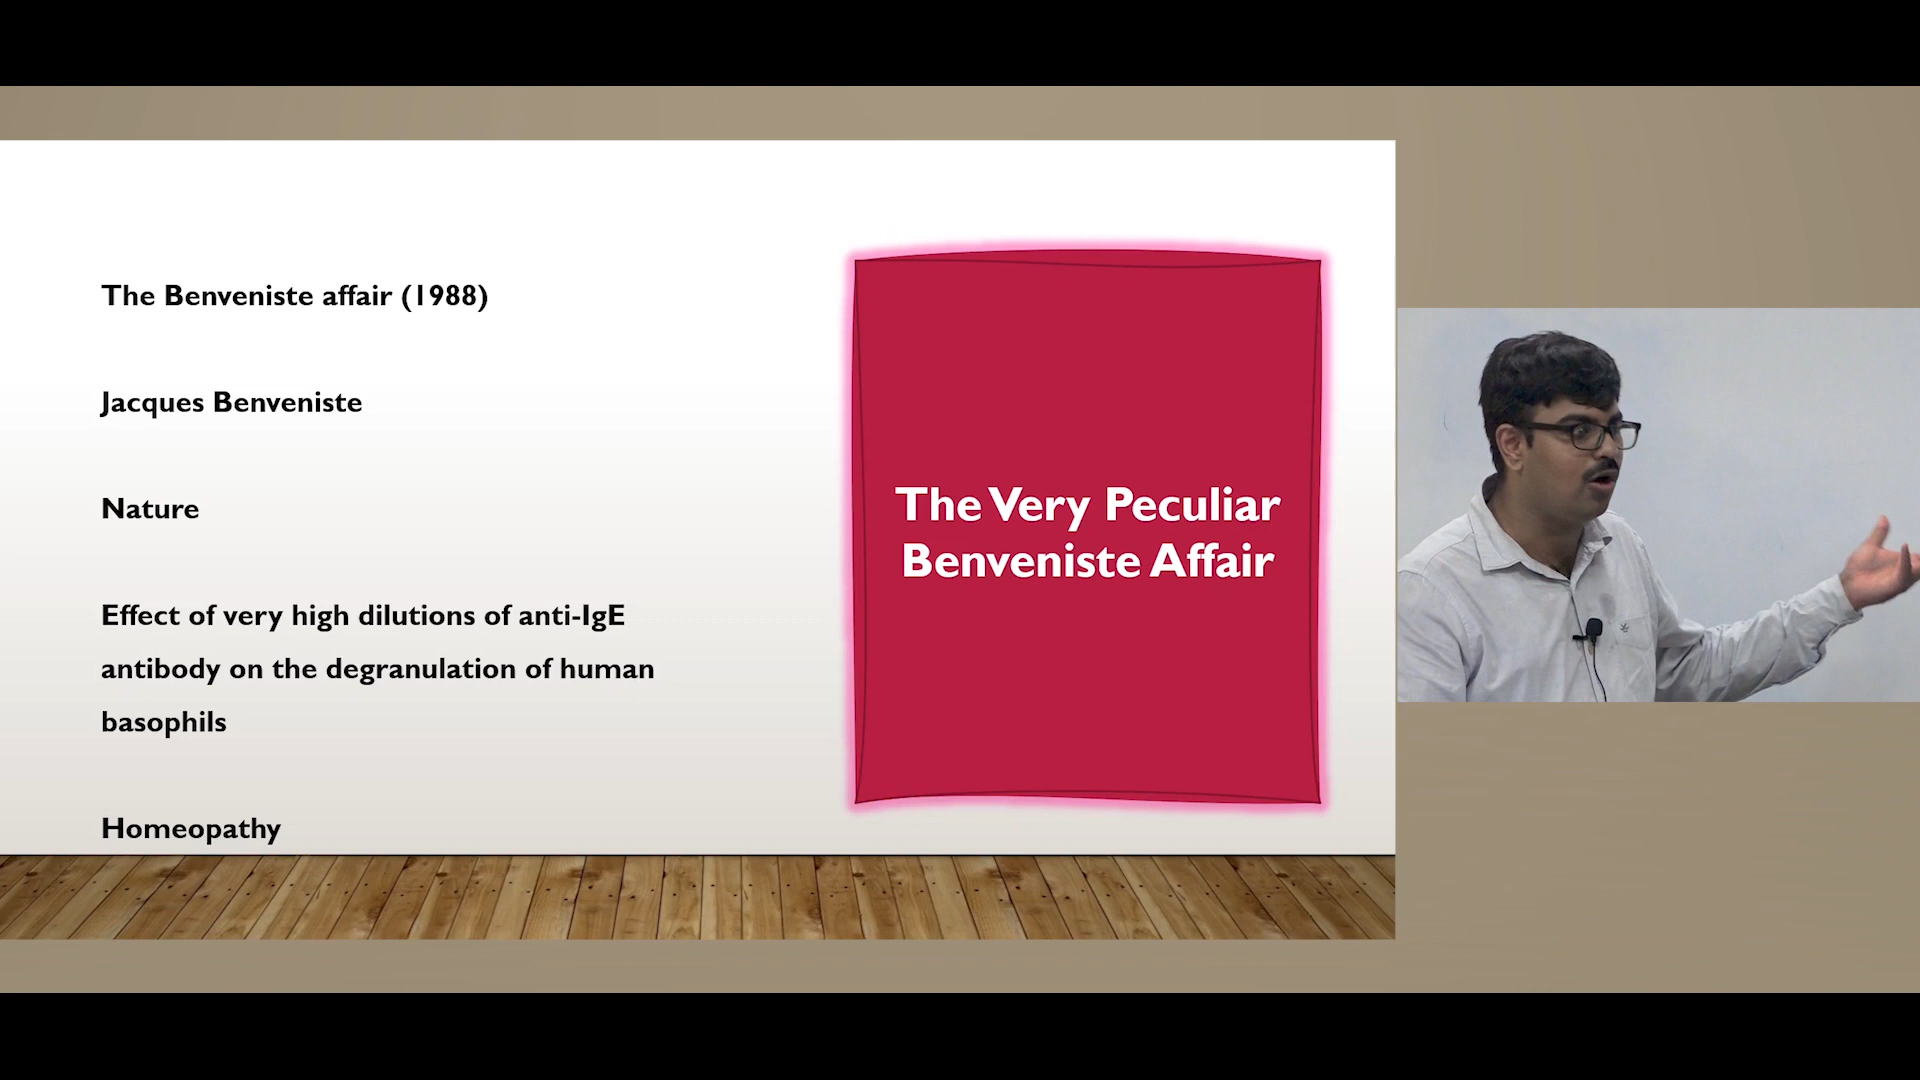 The Benveniste affair (1988)
Jacques Benveniste
Nature
Effect of very high dilutions of anti-IgE
antibody on the degranulation of human
basophils
Homeopathy
The Very Peculiar
Benveniste Affair